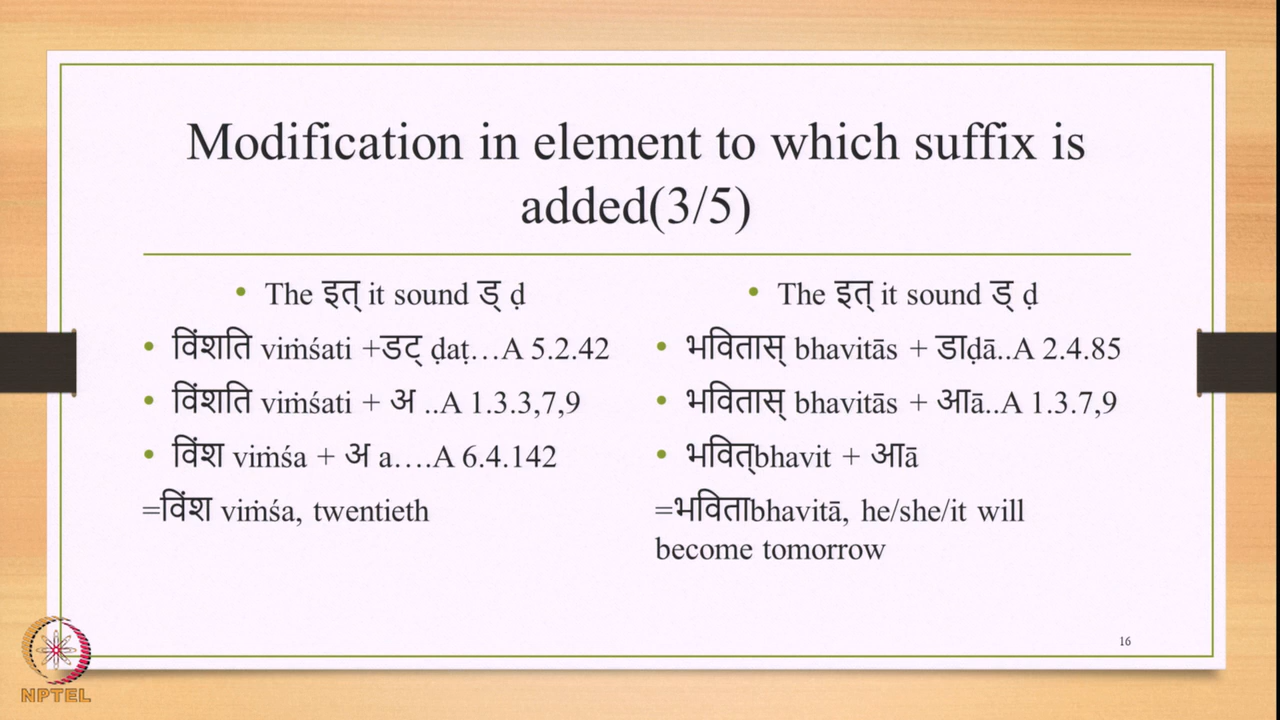 Modification in element to which suffix is
added(3/5)
• The इत् it sound ड् ḍ
• विंशति viṁśati +डट् ḍaṭ…A 5.2.42
• विंशति viṁśati + अ ..A 1.3.3,7,9
• विंश viṁśa + अ a….A 6.4.142
=विंश viṁśa, twentieth
• The इत् it sound ड् ḍ
• भवितास् bhavitās + डाḍā..A 2.4.85
• भवितास् bhavitās + आā..A 1.3.7,9
• भवित्bhavit + आā
=भविताbhavitā, he/she/it will
become tomorrow
16
NPTEL